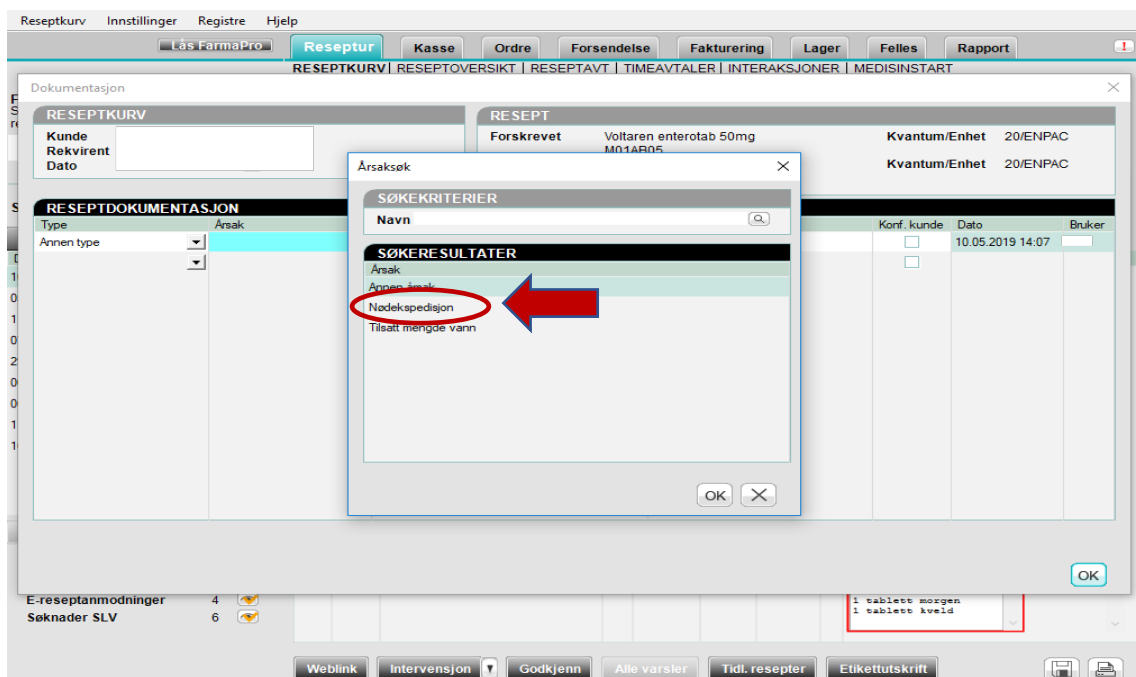 Reseptkurv Innstillinger Registre Hjelp
Lås FarmaPro Reseptur Kasse Ordre Forsendelse Fakturering Lager Felles Rapport
RESEPTKURV | RESEPTOVERSIKT | RESEPTAVT | TIMEAVTALER | INTERAKSJONER | MEDISINSTART
Dokumentasjon
RESEPTKURV RESEPT
Kunde Forskrevet Voltaren enterotab 50mg Kvantum/Enhet 20/ENPAC
Rekvirent M01AB05
Dato Kvantum/Enhet 20/ENPAC
Årsaksøk
SØKEKRITERIER
Navn
RESEPTDOKUMENTASJON
Type Årsak Konf. kunde Dato Bruker
Annen type 10.05.2019 14:07
SØKERESULTATER
Årsak
Annen årsak
Nødekspedisjon
Tilsatt mengde vann
OK
OK
E-reseptanmodninger 4
Søknader SLV 6
1 tablett morgen
1 tablett kveld
Weblink Intervensjon Godkjenn Alle varsler Tidl. resepter Etikettutskrift